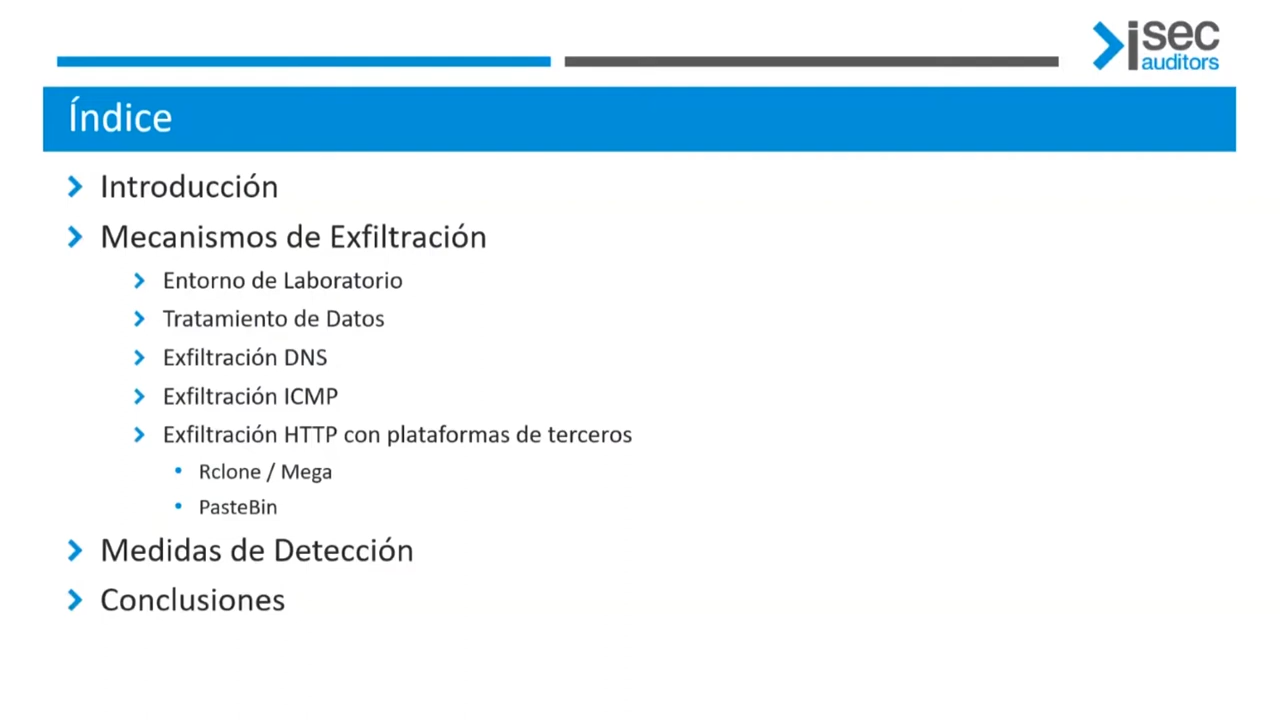 isec
auditors
Índice
Introducción
Mecanismos de Exfiltración
Entorno de Laboratorio
Tratamiento de Datos
Exfiltración DNS
Exfiltración ICMP
Exfiltración HTTP con plataformas de terceros
Rclone / Mega
PasteBin
Medidas de Detección
Conclusiones